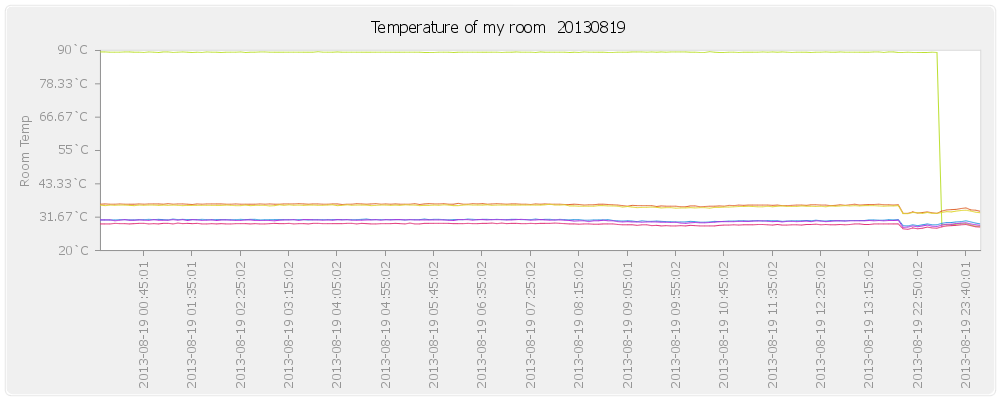 Temperature of my room 20130819
90`C
78.33`C
66.67`C
55`C
43.33`C
31.67`C
20`C
Room Temp
2013-08-19 00:45:01
2013-08-19 01:35:01
2013-08-19 02:25:02
2013-08-19 03:15:02
2013-08-19 04:05:02
2013-08-19 04:55:02
2013-08-19 05:45:02
2013-08-19 06:35:02
2013-08-19 07:25:02
2013-08-19 08:15:02
2013-08-19 09:05:01
2013-08-19 09:55:02
2013-08-19 10:45:02
2013-08-19 11:35:02
2013-08-19 12:25:02
2013-08-19 13:15:02
2013-08-19 22:50:02
2013-08-19 23:40:01